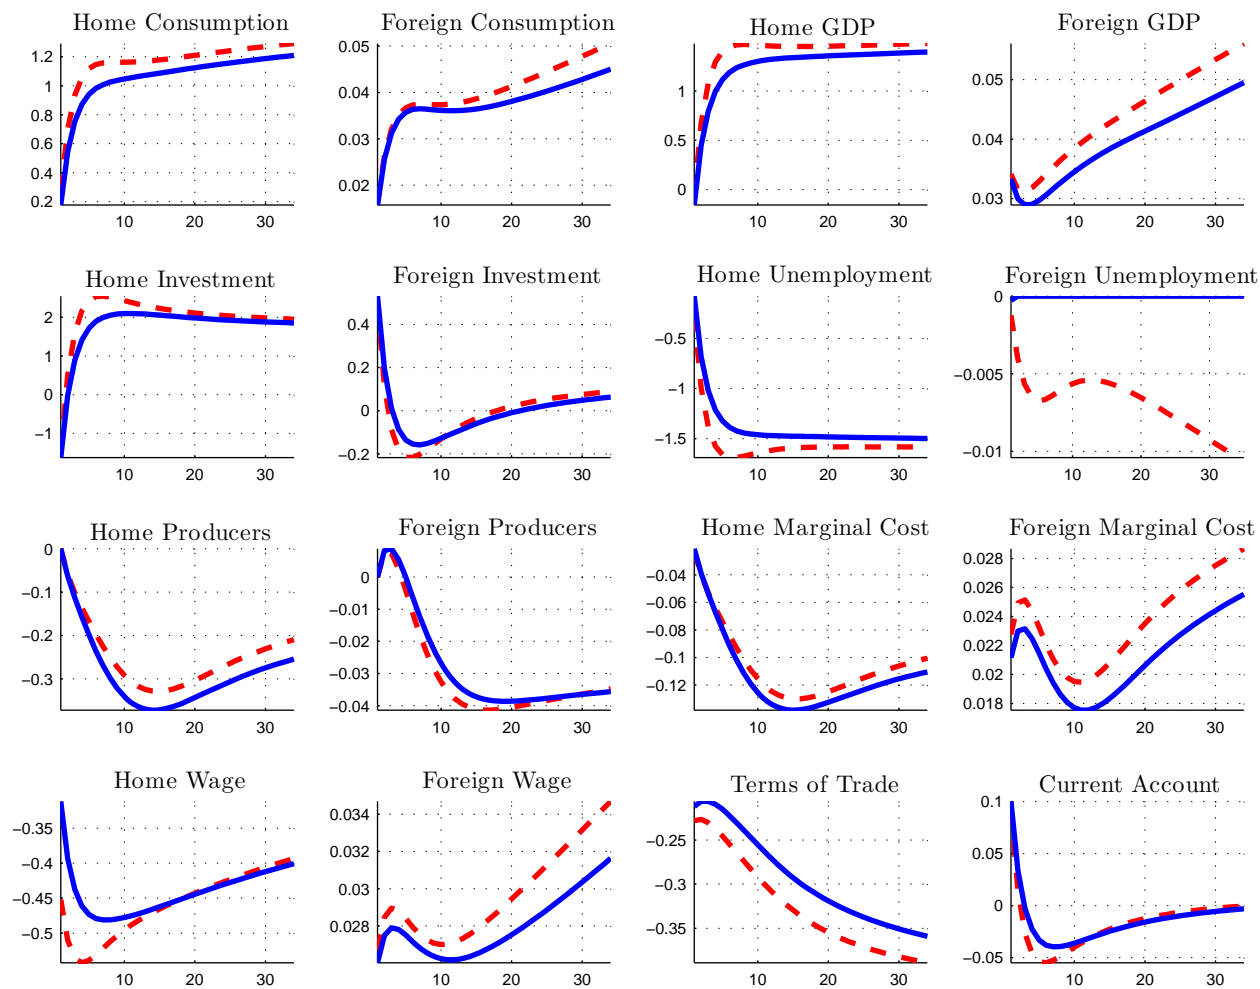 Home Consumption
1.2
1
0.8
0.6
0.4
0.2
10 20 30
Foreign Consumption
0.05
0.04
0.03
0.02
10 20 30
Home GDP
1
0.5
0
10 20 30
Foreign GDP
0.05
0.04
0.03
10 20 30
Home Investment
2
1
0
−1
10 20 30
Foreign Investment
0.4
0.2
0
−0.2
10 20 30
Home Unemployment
−0.5
−1
−1.5
10 20 30
Foreign Unemployment
0
−0.005
−0.01
10 20 30
Home Producers
0
−0.1
−0.2
−0.3
10 20 30
Foreign Producers
0
−0.01
−0.02
−0.03
−0.04
10 20 30
Home Marginal Cost
−0.04
−0.06
−0.08
−0.1
−0.12
10 20 30
Foreign Marginal Cost
0.028
0.026
0.024
0.022
0.02
0.018
10 20 30
Home Wage
−0.35
−0.4
−0.45
−0.5
10 20 30
Foreign Wage
0.034
0.032
0.03
0.028
10 20 30
Terms of Trade
−0.25
−0.3
−0.35
10 20 30
Current Account
0.1
0.05
0
−0.05
10 20 30